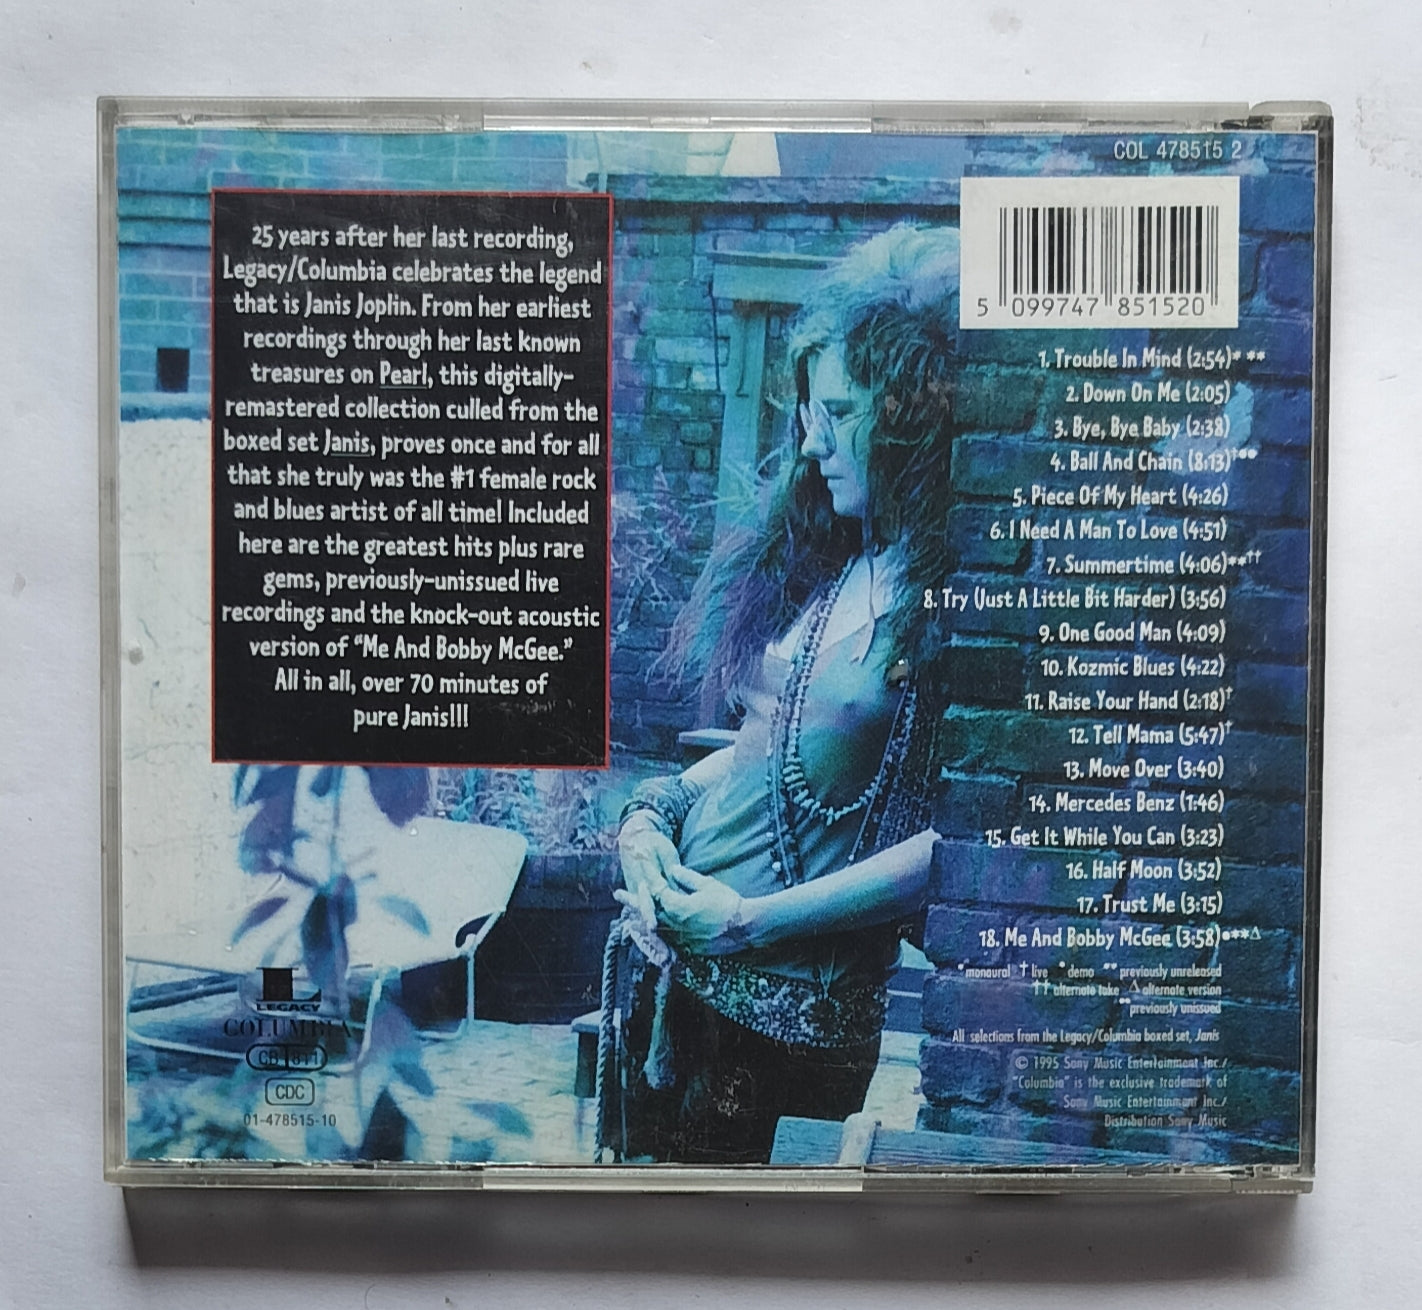 COL 478515 2
5 099747 851520
25 years after her last recording,
Legacy/Columbia celebrates the legend
that is Janis Joplin. From her earliest
recordings through her last known
treasures on Pearl, this digitally-
remastered collection culled from the
boxed set Janis, proves once and for all
that she truly was the #1 female rock
and blues artist of all time! Included
here are the greatest hits plus rare
gems, previously-unissued live
recordings and the knock-out acoustic
version of “Me And Bobby McGee.”
All in all, over 70 minutes of
pure Janis!!!
1. Trouble In Mind (2:54)* **
2. Down On Me (2:05)
3. Bye, Bye Baby (2:38)
4. Ball And Chain (8:13)†**
5. Piece Of My Heart (4:26)
6. I Need A Man To Love (4:51)
7. Summertime (4:06)**††
8. Try (Just A Little Bit Harder) (3:56)
9. One Good Man (4:09)
10. Kozmic Blues (4:22)
11. Raise Your Hand (2:18)†
12. Tell Mama (5:47)†
13. Move Over (3:40)
14. Mercedes Benz (1:46)
15. Get It While You Can (3:23)
16. Half Moon (3:52)
17. Trust Me (3:15)
18. Me And Bobby McGee (3:58)•**Δ
*monaural †live *demo **previously unreleased
††alternate take Δalternate version
**previously unissued
All selections from the Legacy/Columbia boxed set, Janis
© 1995 Sony Music Entertainment Inc./
"Columbia" is the exclusive trademark of
Sony Music Entertainment Inc./
Distribution Sony Music
L
LEGACY
COLUMBIA
CB 811
CDC
01-478515-10